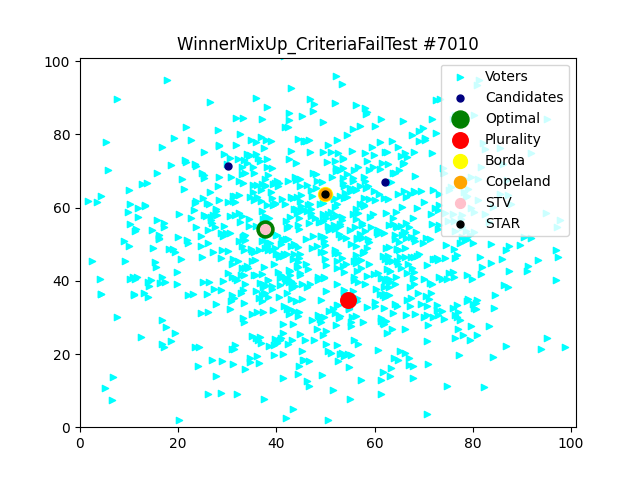 WinnerMixUp_CriteriaFailTest #7010
100
80
60
40
20
0
0 20 40 60 80 100
Voters
Candidates
Optimal
Plurality
Borda
Copeland
STV
STAR